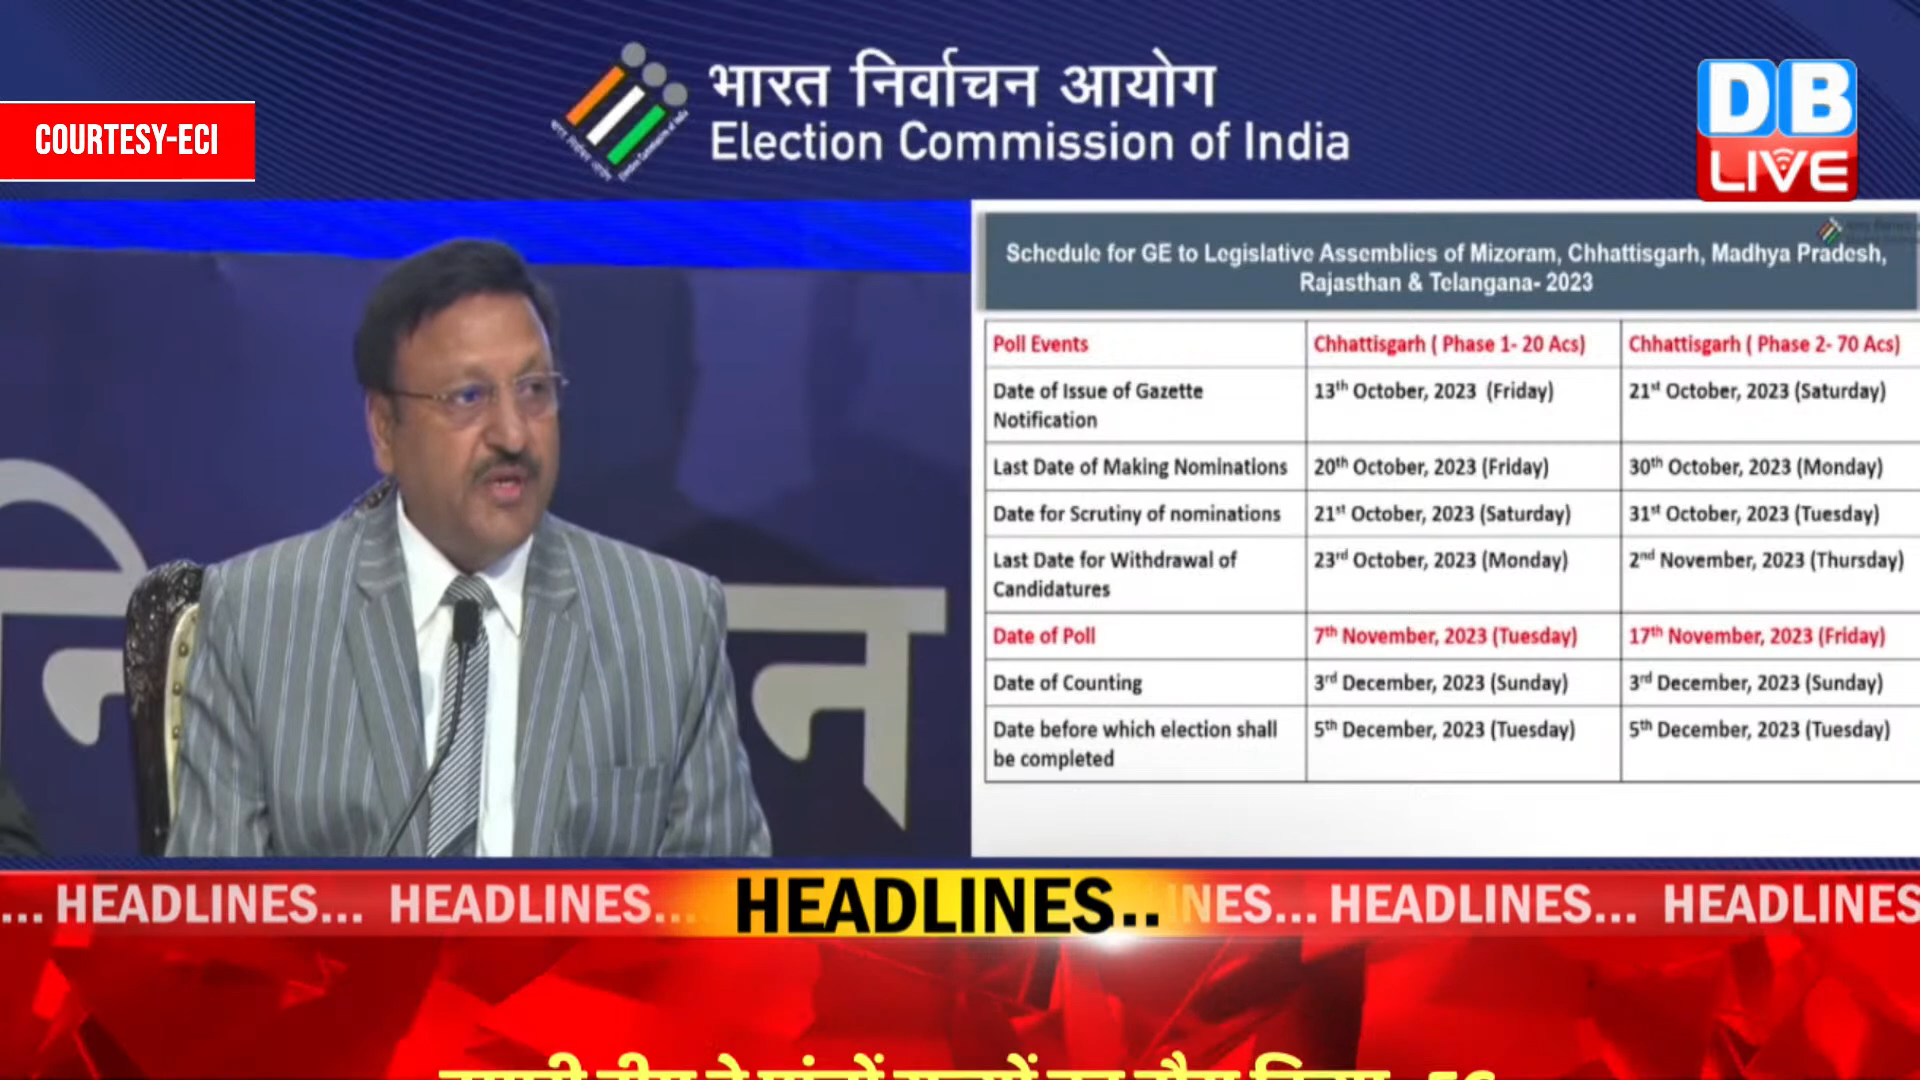 भारत निर्वाचन आयोग
Election Commission of India
COURTESY-ECI
DB
LIVE
Schedule for GE to Legislative Assemblies of Mizoram, Chhattisgarh, Madhya Pradesh,
Rajasthan & Telangana- 2023
Poll Events Chhattisgarh ( Phase 1- 20 Acs) Chhattisgarh ( Phase 2- 70 Acs)
Date of Issue of Gazette 13th October, 2023 (Friday) 21st October, 2023 (Saturday)
Notification
Last Date of Making Nominations 20th October, 2023 (Friday) 30th October, 2023 (Monday)
Date for Scrutiny of nominations 21st October, 2023 (Saturday) 31st October, 2023 (Tuesday)
Last Date for Withdrawal of 23rd October, 2023 (Monday) 2nd November, 2023 (Thursday)
Candidatures
Date of Poll 7th November, 2023 (Tuesday) 17th November, 2023 (Friday)
Date of Counting 3rd December, 2023 (Sunday) 3rd December, 2023 (Sunday)
Date before which election shall 5th December, 2023 (Tuesday) 5th December, 2023 (Tuesday)
be completed
नि न
... HEADLINES... HEADLINES... HEADLINES.. INES... HEADLINES... HEADLINES